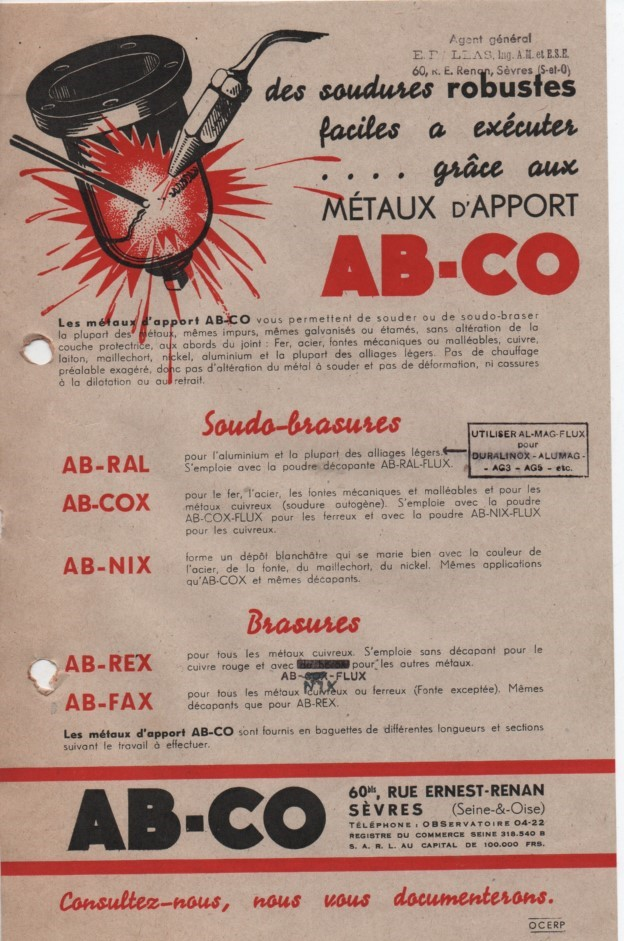 Agent général
Ing. A.M. et E.S.E.
60, R. E. Renan, Sèvres (S-et-O)
des soudures robustes
faciles a exécuter
. . . . grâce aux
MÉTAUX D'APPORT
AB-CO
Les métaux d'apport AB-CO vous permettent de souder ou de soudo-braser
la plupart des métaux, mêmes impurs, mêmes galvanisés ou étamés, sans altération de la
couche protectrice, aux abords du joint : Fer, acier, fontes mécaniques ou malléables, cuivre,
laiton, maillechort, nickel, aluminium et la plupart des alliages légers. Pas de chauffage
préalable exagéré, donc pas d'altération du métal à souder et pas de déformation, ni cassures
à la dilatation ou au retrait.
Soudo-brasures
AB-RAL
pour l'aluminium et la plupart des alliages légers.
S'emploie avec la poudre décapante AB-RAL-FLUX.
UTILISER AL-MAG-FLUX
pour
DURALINOX-ALUMAG-
- AG3 - AG5 - etc.
AB-COX
pour le fer, l'acier, les fontes mécaniques et malléables et pour les
métaux cuivreux (soudure autogène). S'emploie avec la poudre
AB-COX-FLUX pour les ferreux et avec la poudre AB-NIX-FLUX
pour les cuivreux.
AB-NIX
forme un dépôt blanchâtre qui se marie bien avec la couleur de
l'acier, de la fonte, du maillechort, du nickel. Mêmes applications
qu'AB-COX et mêmes décapants.
Brasures
AB-REX
pour tous les métaux cuivreux. S'emploie sans décapant pour le
cuivre rouge et avec pour les autres métaux.
AB- -FLUX
NIX
AB-FAX
pour tous les métaux cuivreux ou ferreux (Fonte exceptée). Mêmes
décapants que pour AB-REX.
Les métaux d'apport AB-CO sont fournis en baguettes de différentes longueurs et sections
suivant le travail à effectuer.
AB-CO
60bis, RUE ERNEST-RENAN
SÈVRES (Seine-&-Oise)
TÉLÉPHONE : OBSERVATOIRE 04-22
REGISTRE DU COMMERCE SEINE 318.540 B
S. A. R. L. AU CAPITAL DE 100.000 FRS.
Consultez-nous, nous vous documenterons.
OCERP